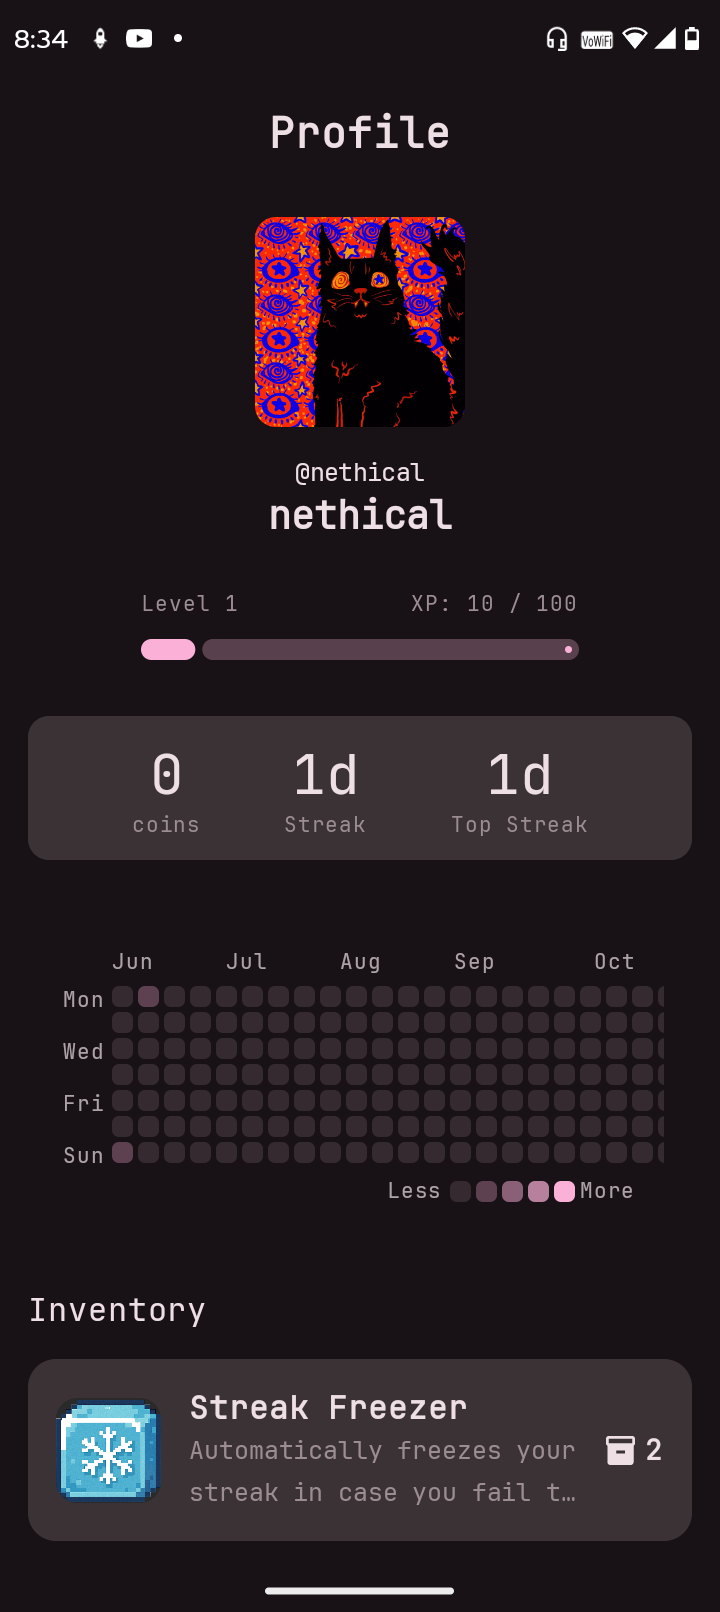 8:34
VoWiFi
Profile
@nethical
nethical
Level 1
XP: 10 / 100
0
1d
1d
coins
Streak
Top Streak
Jun Jul Aug Sep Oct
Mon
Wed
Fri
Sun
Less
More
Inventory
Streak Freezer
Automatically freezes your
streak in case you fail t…
2